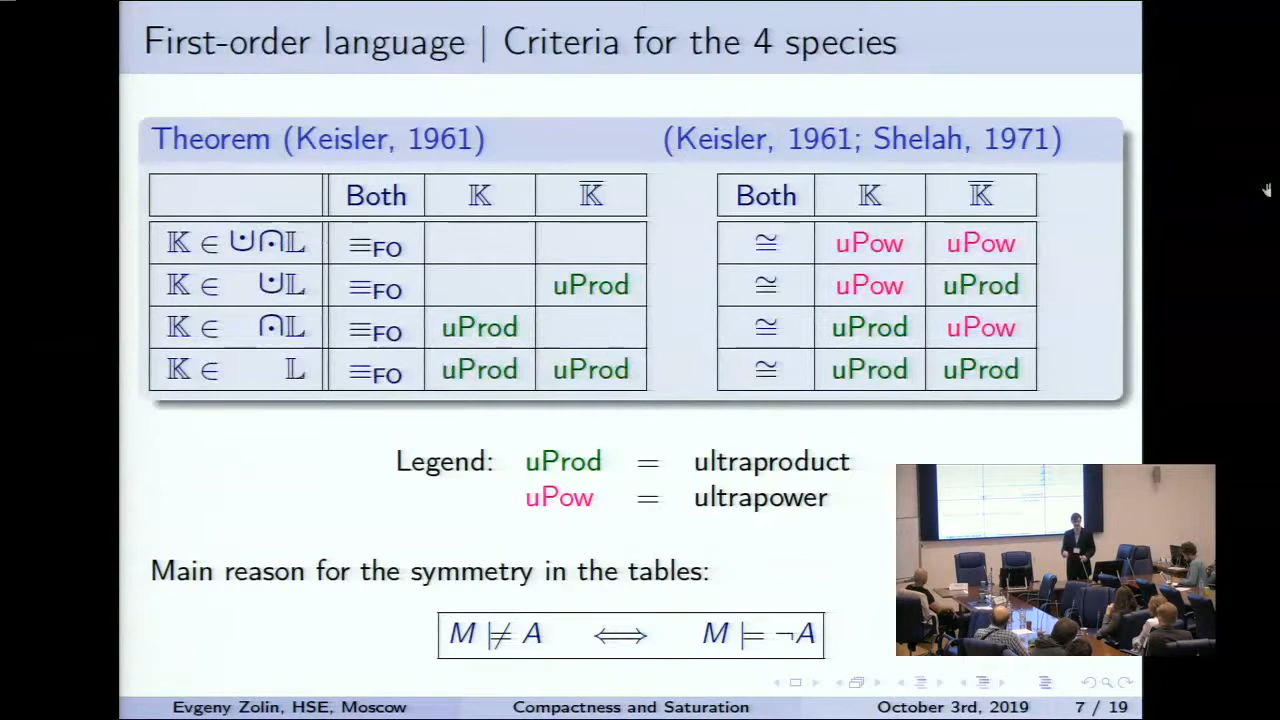 First-order language | Criteria for the 4 species
Theorem (Keisler, 1961) (Keisler, 1961; Shelah, 1971)
Both 𝕂 𝕂̅ Both 𝕂 𝕂̅
𝕂 ∈ ⨃⩀𝕃 ≡FO ≅ uPow uPow
𝕂 ∈ ⨃𝕃 ≡FO uProd ≅ uPow uProd
𝕂 ∈ ⩀𝕃 ≡FO uProd ≅ uProd uPow
𝕂 ∈ 𝕃 ≡FO uProd uProd ≅ uProd uProd
Legend: uProd = ultraproduct
uPow = ultrapower
Main reason for the symmetry in the tables:
M ⊭ A ⟺ M ⊨ ¬A
Evgeny Zolin, HSE, Moscow Compactness and Saturation October 3rd, 2019 7 / 19